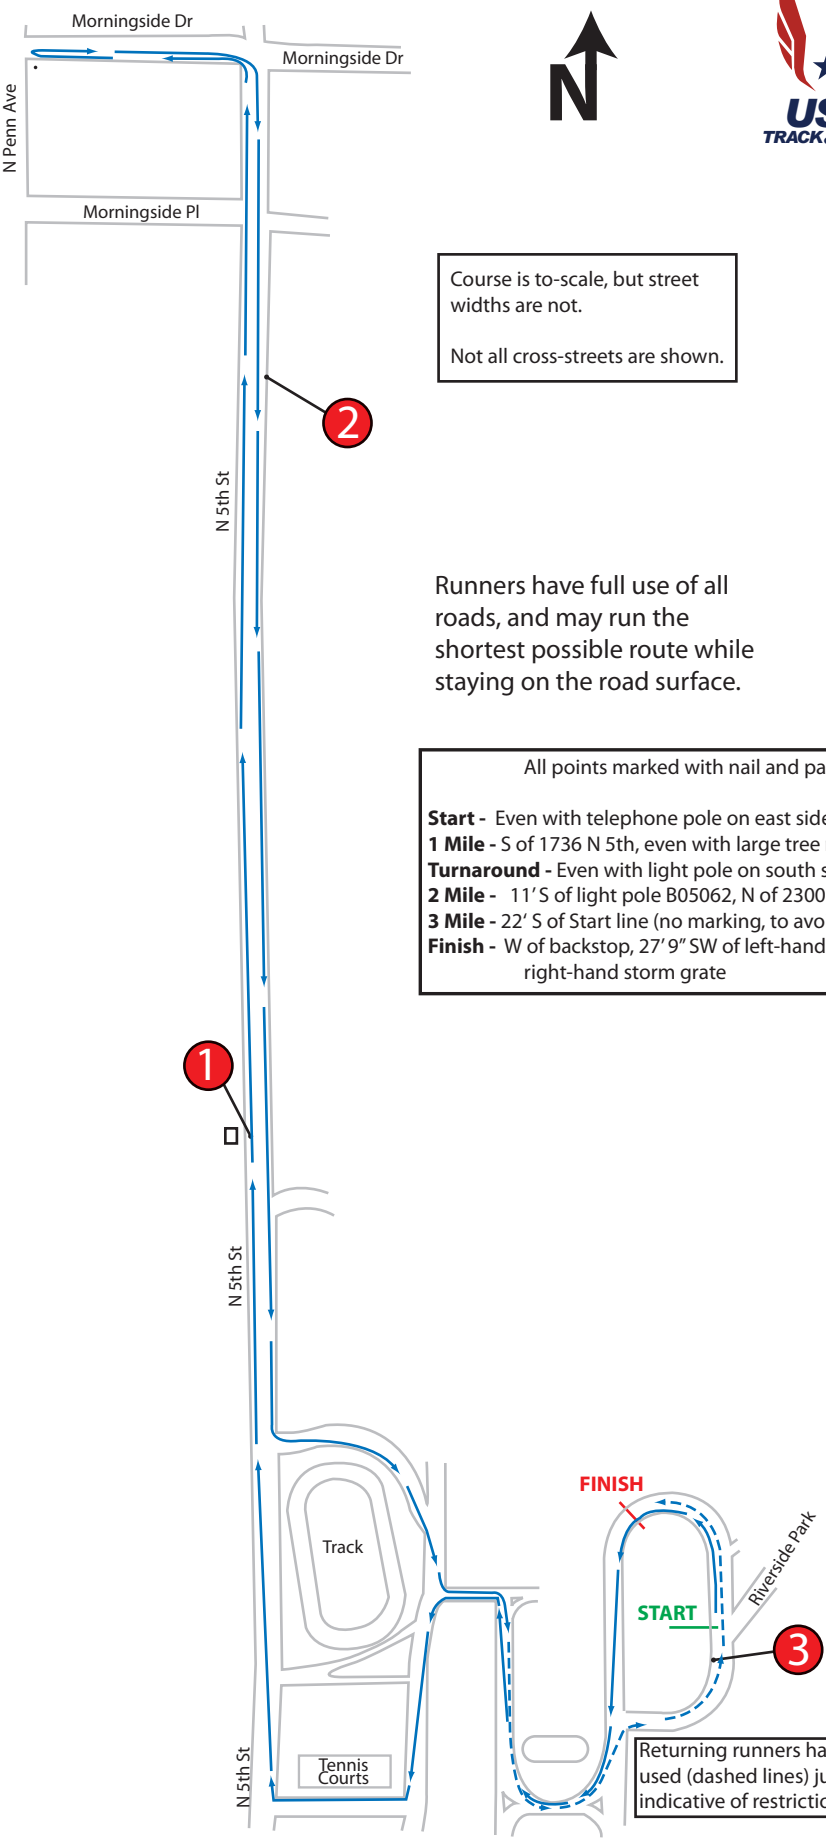 Morningside Dr
Morningside Dr
N
N Penn Ave
Morningside Pl
Course is to-scale, but street
widths are not.
Not all cross-streets are shown.
2
N 5th St
Runners have full use of all
roads, and may run the
shortest possible route while
staying on the road surface.
All points marked with nail and
Start - Even with telephone pole on east side
1 Mile - S of 1736 N 5th, even with large tree
Turnaround - Even with light pole on south
2 Mile - 11' S of light pole B05062, N of 2300
3 Mile - 22' S of Start line (no marking, to
Finish - W of backstop, 27' 9" SW of left-hand
right-hand storm grate
1
N 5th St
FINISH
Track
Riverside Park
START
3
N 5th St
Tennis
Courts
Returning runners
used (dashed lines)
indicative of
TRACK